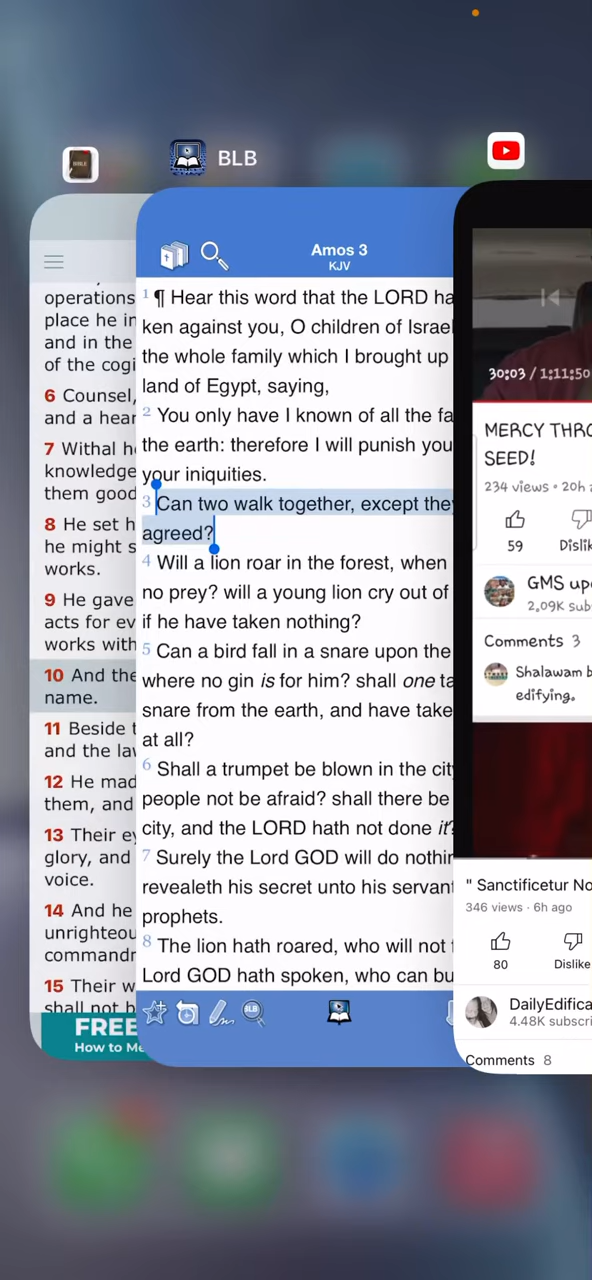 BLB
operations
place he in
and in the
of the cogi
6 Counsel,
and a hear
7 Withal he
knowledge
them good
8 He set h
he might s
works.
9 He gave
acts for ev
works with
10 And the
name.
11 Beside t
and the law
12 He mad
them, and
13 Their ey
glory, and
voice.
14 And he
unrighteou
commandm
15 Their w
shall not b
FREE
How to Me
Amos 3
KJV
1 ¶ Hear this word that the LORD ha
ken against you, O children of Israel
the whole family which I brought up
land of Egypt, saying,
2 You only have I known of all the fa
the earth: therefore I will punish you
your iniquities.
3 Can two walk together, except they
agreed?
4 Will a lion roar in the forest, when
no prey? will a young lion cry out of
if he have taken nothing?
5 Can a bird fall in a snare upon the
where no gin is for him? shall one ta
snare from the earth, and have take
at all?
6 Shall a trumpet be blown in the city
people not be afraid? shall there be
city, and the LORD hath not done it?
7 Surely the Lord GOD will do nothin
revealeth his secret unto his servant
prophets.
8 The lion hath roared, who will not f
Lord GOD hath spoken, who can bu
BLB
30:03 / 1:11:50
MERCY THRO
SEED!
234 views • 20h
59
Dislik
GMS up
2,09K sub
Comments 3
Shalawam b
edifying.
" Sanctificetur No
346 views · 6h ago
80
Dislike
DailyEdifica
4.48K subscri
Comments 8